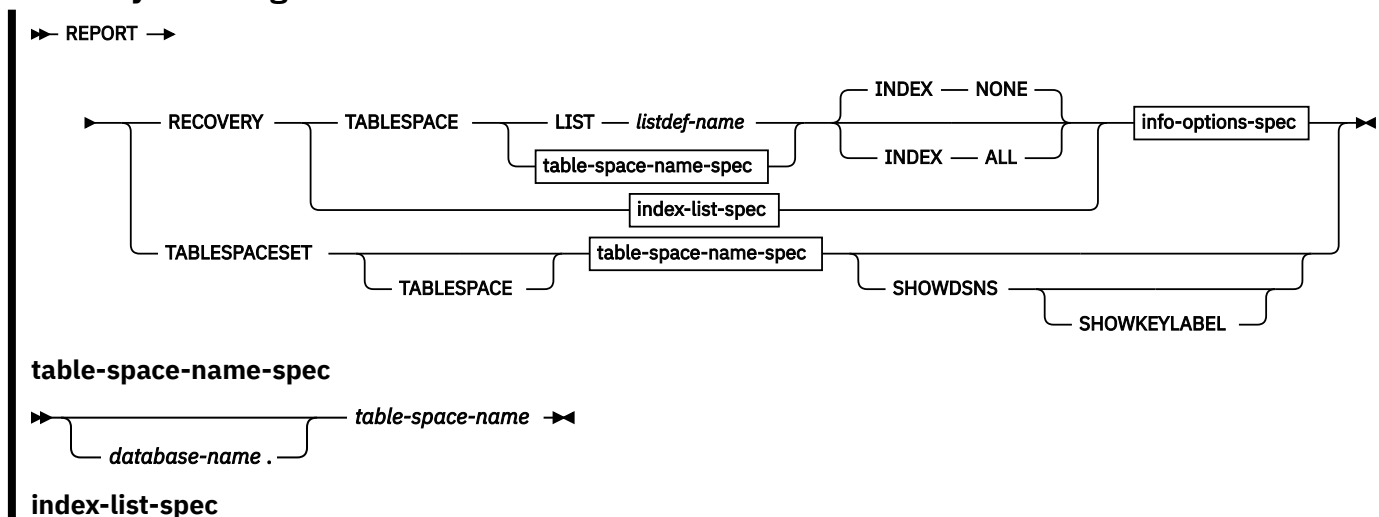 REPORT
INDEX NONE
RECOVERY TABLESPACE LIST listdef-name info-options-spec
INDEX ALL
table-space-name-spec
index-list-spec
TABLESPACESET table-space-name-spec
TABLESPACE SHOWDSNS
SHOWKEYLABEL
table-space-name-spec
table-space-name
database-name .
index-list-spec